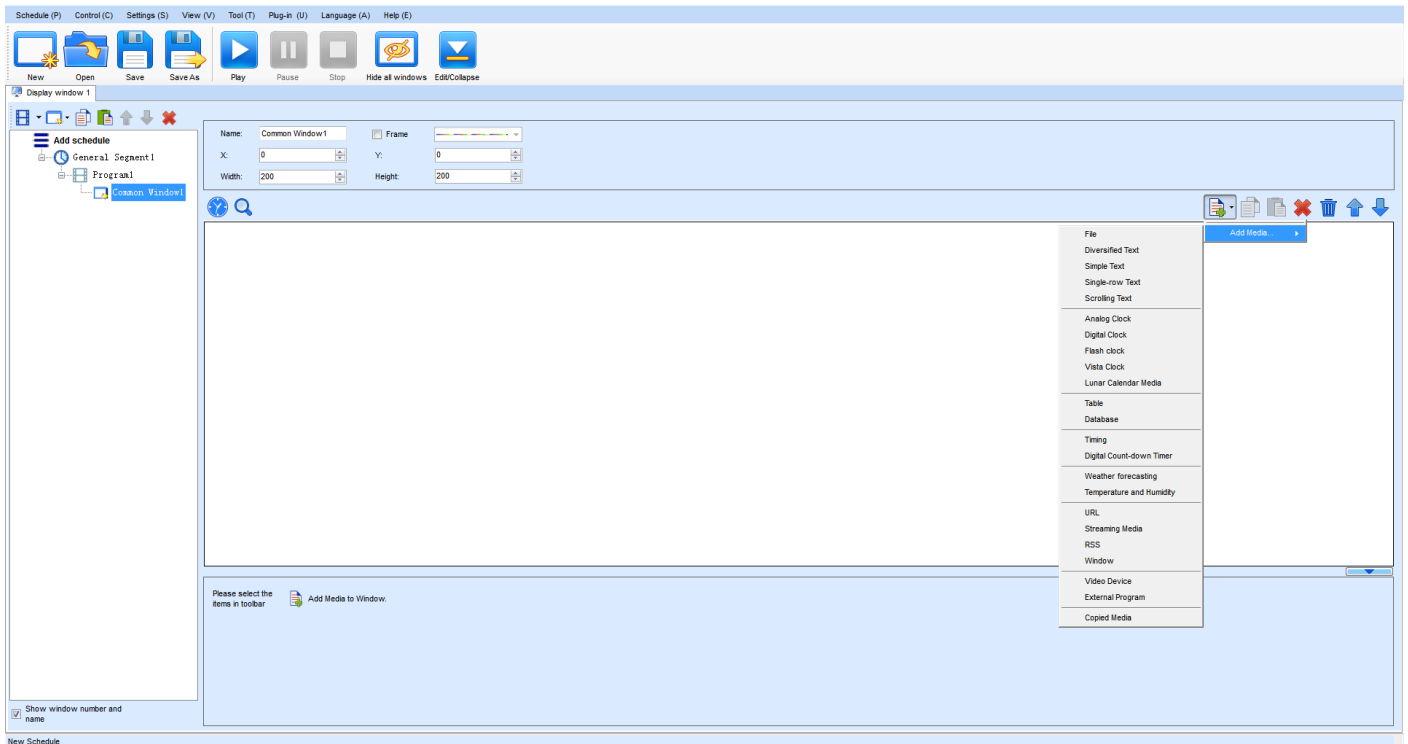 Schedule (P) Control (C) Settings (S) View (V) Tool (T) Plug-in (U) Language (A) Help (E)
New Open Save Save As Play Pause Stop Hide all windows Edit/Collapse
Display window 1
Add schedule
General Segment1
Program1
Common Window1
Name: Common Window1 Frame
X: 0 Y: 0
Width: 200 Height: 200
Add Media...
File
Diversified Text
Simple Text
Single-row Text
Scrolling Text
Analog Clock
Digital Clock
Flash clock
Vista Clock
Lunar Calendar Media
Table
Database
Timing
Digital Count-down Timer
Weather forecasting
Temperature and Humidity
URL
Streaming Media
RSS
Window
Video Device
External Program
Copied Media
Please select the
items in toolbar
Add Media to Window.
Show window number and
name
New Schedule